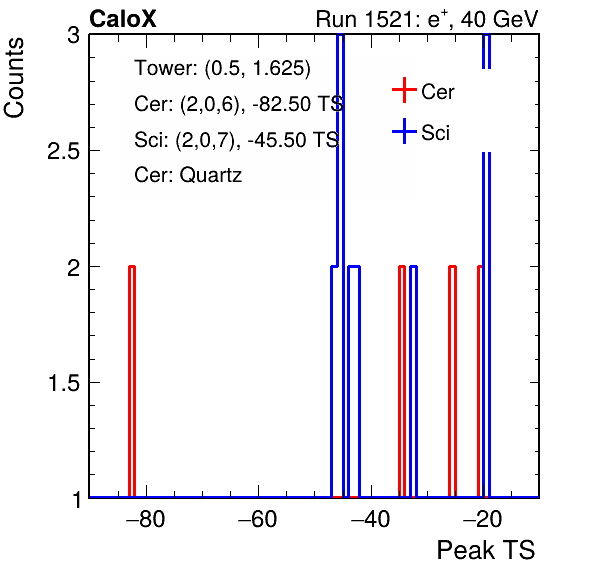 CaloX Run 1521: e⁺, 40 GeV
Counts
3
2.5
2
1.5
1
Tower: (0.5, 1.625)
Cer: (2,0,6), -82.50 TS
Sci: (2,0,7), -45.50 TS
Cer: Quartz
Cer
Sci
−80 −60 −40 −20
Peak TS